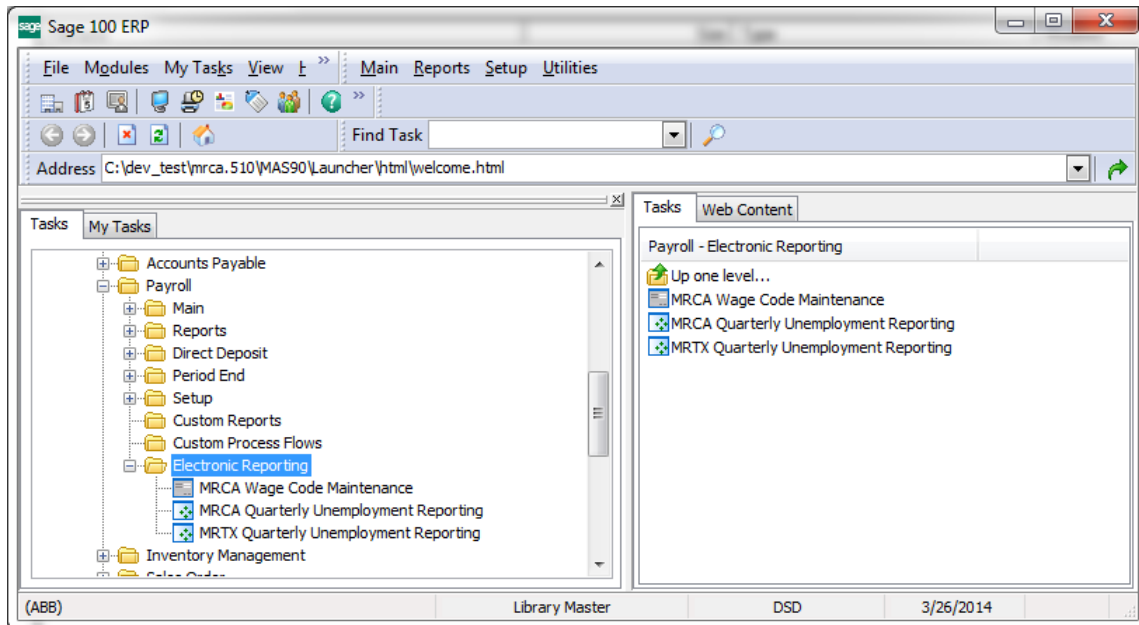 sage Sage 100 ERP
File Modules My Tasks View » Main Reports Setup Utilities
»
Find Task
Address C:\dev_test\mrca.510\MAS90\Launcher\html\welcome.html
Tasks My Tasks
Accounts Payable
Payroll
Main
Reports
Direct Deposit
Period End
Setup
Custom Reports
Custom Process Flows
Electronic Reporting
MRCA Wage Code Maintenance
MRCA Quarterly Unemployment Reporting
MRTX Quarterly Unemployment Reporting
Inventory Management
Sales Order
Tasks Web Content
Payroll - Electronic Reporting
Up one level...
MRCA Wage Code Maintenance
MRCA Quarterly Unemployment Reporting
MRTX Quarterly Unemployment Reporting
(ABB) Library Master DSD 3/26/2014